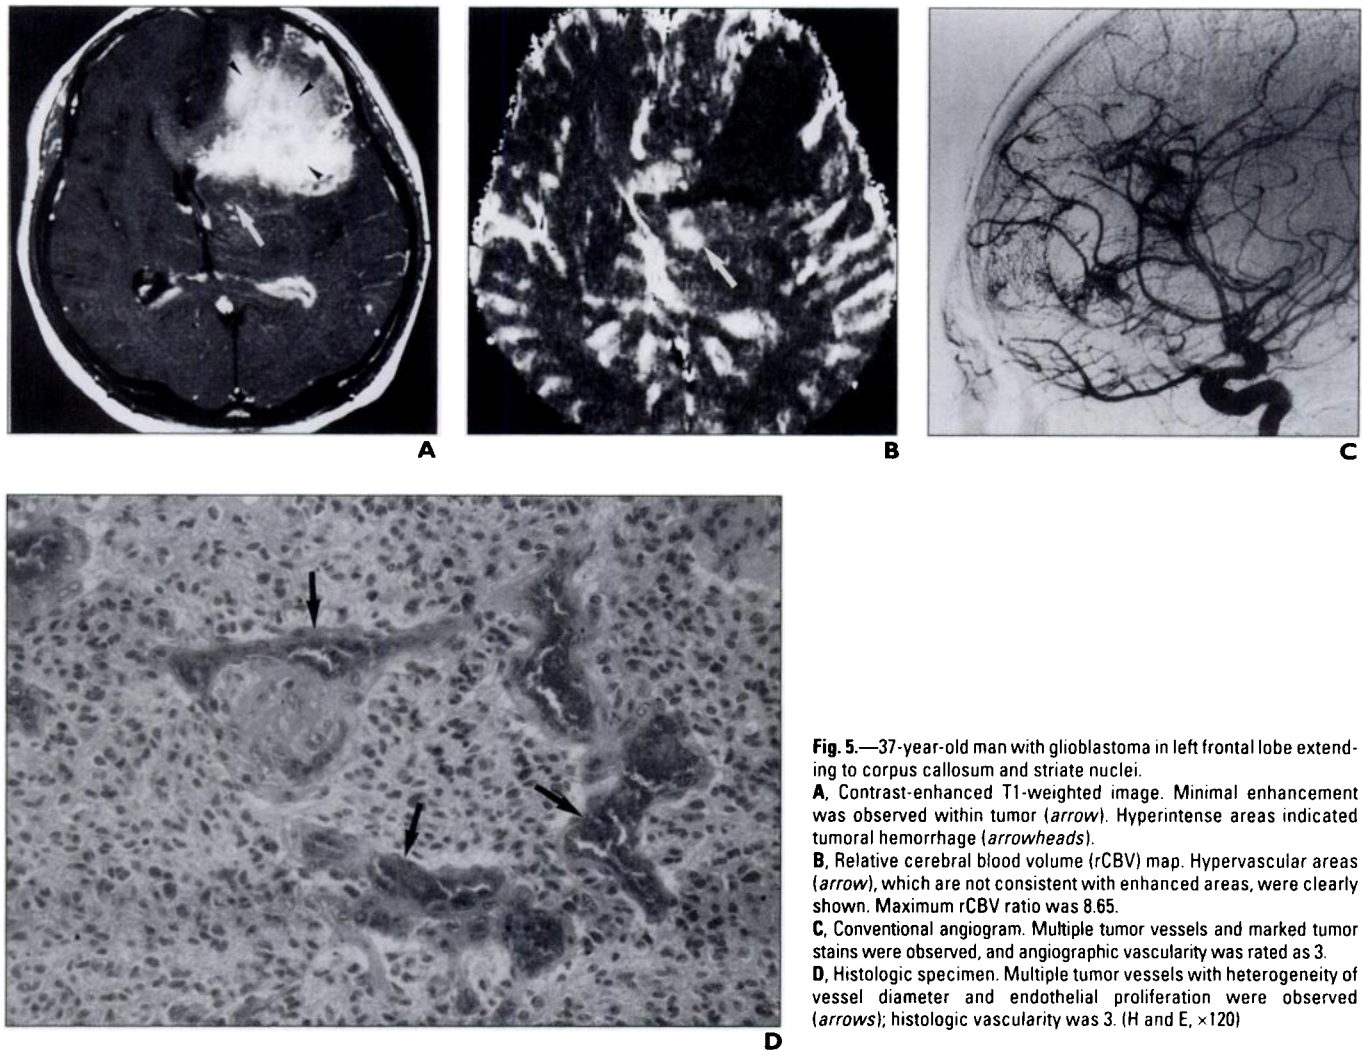 A
B
C
D
Fig. 5.—37-year-old man with glioblastoma in left frontal lobe extend-
ing to corpus callosum and striate nuclei.
A, Contrast-enhanced T1-weighted image. Minimal enhancement
was observed within tumor (arrow). Hyperintense areas indicated
tumoral hemorrhage (arrowheads).
B, Relative cerebral blood volume (rCBV) map. Hypervascular areas
(arrow), which are not consistent with enhanced areas, were clearly
shown. Maximum rCBV ratio was 8.65.
C, Conventional angiogram. Multiple tumor vessels and marked tumor
stains were observed, and angiographic vascularity was rated as 3.
D, Histologic specimen. Multiple tumor vessels with heterogeneity of
vessel diameter and endothelial proliferation were observed
(arrows); histologic vascularity was 3. (H and E, ×120)